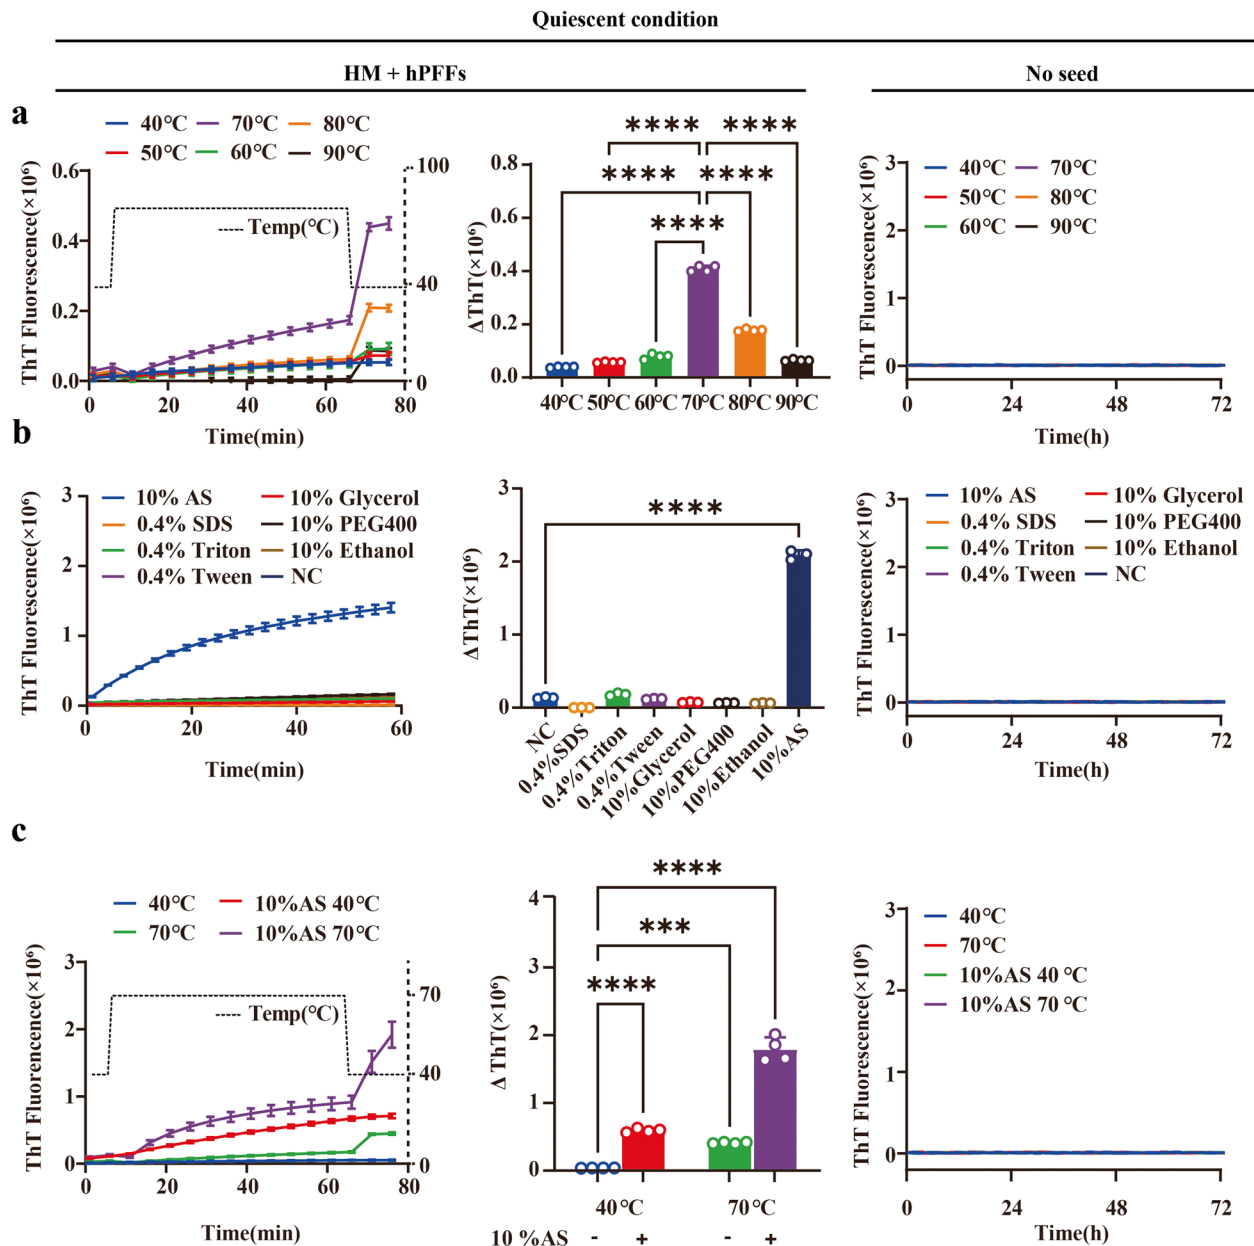 Quiescent condition
HM + hPFFs
No seed
a
40°C
70°C
80°C
50°C
60°C
90°C
ThT Fluorescence(×10⁶)
0.6
0.4
0.2
0.0
100
40
0
Temp(°C)
0 20 40 60 80
Time(min)
**** ****
**** ****
****
ΔThT(×10⁶)
0.8
0.6
0.4
0.2
0.0
40°C 50°C 60°C 70°C 80°C 90°C
ThT Fluorescence(×10⁶)
3
2
1
0
40°C
70°C
50°C
80°C
60°C
90°C
0 24 48 72
Time(h)
b
ThT Fluorescence(×10⁶)
3
2
1
0
10% AS
10% Glycerol
0.4% SDS
10% PEG400
0.4% Triton
10% Ethanol
0.4% Tween
NC
0 20 40 60
Time(min)
****
ΔThT(×10⁶)
3
2
1
0
NC
0.4%SDS
0.4%Triton
0.4%Tween
10%Glycerol
10%PEG400
10%Ethanol
10%AS
ThT Fluorescence(×10⁶)
3
2
1
0
10% AS
10% Glycerol
0.4% SDS
10% PEG400
0.4% Triton
10% Ethanol
0.4% Tween
NC
0 24 48 72
Time(h)
c
40°C
10%AS 40°C
70°C
10%AS 70°C
ThT Fluorencence(×10⁶)
3
2
1
0
70
40
0
Temp(°C)
0 20 40 60 80
Time(min)
****
***
****
Δ ThT(×10⁶)
4
3
2
1
0
40°C 70°C
10 %AS - + - +
ThT Fluorescence(×10⁶)
3
2
1
0
40°C
70°C
10%AS 40 °C
10%AS 70 °C
0 24 48 72
Time(h)